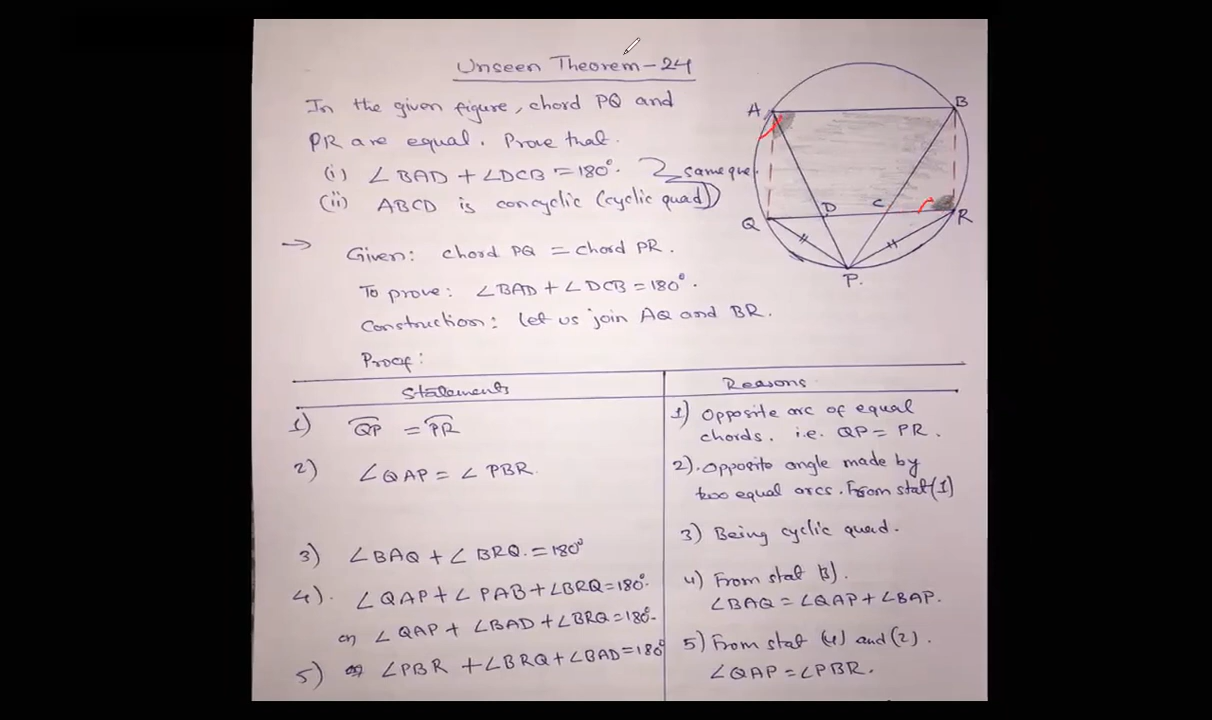 Unseen Theorem-24
In the given figure, chord PQ and
PR are equal. Prove that.
(i) ∠BAD + ∠DCB = 180°. same que.
(ii) ABCD is concyclic (cyclic quad)
→ Given: chord PQ = chord PR.
To prove: ∠BAD + ∠DCB = 180°.
Construction: Let us join AQ and BR.
Proof:
A
B
Q
D
C
R
P.
Statements
Reasons
1) QP = PR
1) Opposite arc of equal
chords. i.e. QP = PR.
2) ∠QAP = ∠PBR.
2). Opposite angle made by
two equal arcs. From stat(1)
3) ∠BAQ + ∠BRQ. = 180°
3) Being cyclic quad.
4). ∠QAP + ∠PAB + ∠BRQ = 180°.
or ∠QAP + ∠BAD + ∠BRQ = 180°.
4) From stat 3).
∠BAQ = ∠QAP + ∠BAP.
5) ∠PBR + ∠BRQ + ∠BAD = 180°
5) From stat (4) and (2).
∠QAP = ∠PBR.